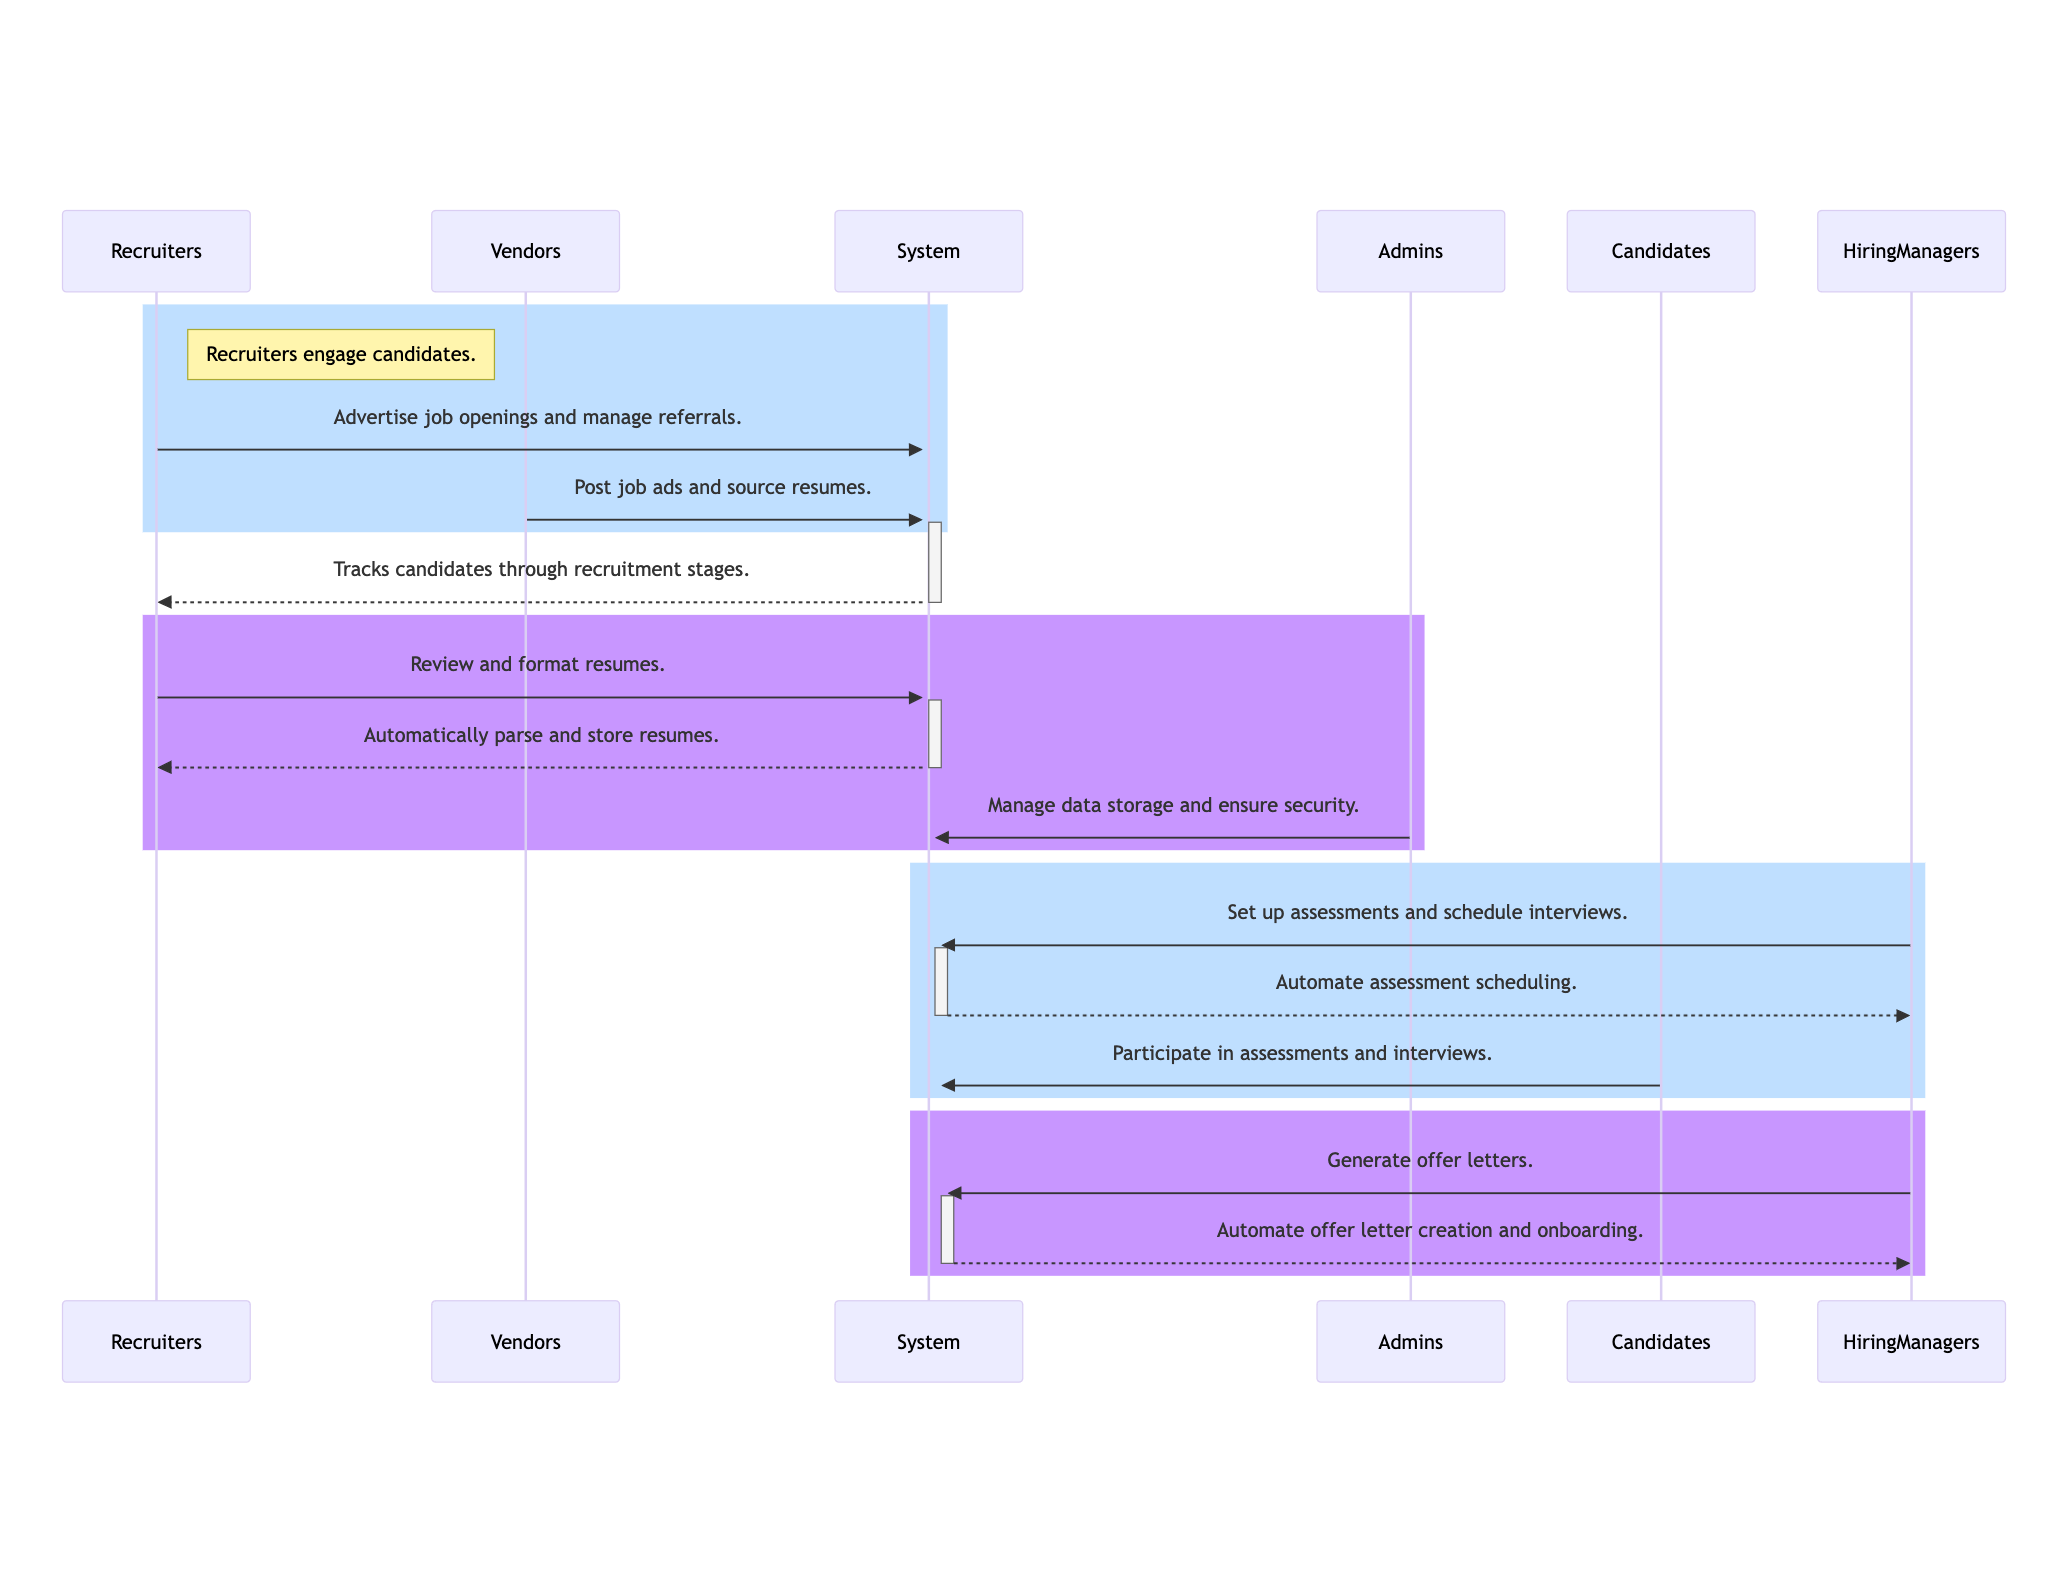 Recruiters
Vendors
System
Admins
Candidates
HiringManagers
Recruiters engage candidates.
Advertise job openings and manage referrals.
Post job ads and source resumes.
Tracks candidates through recruitment stages.
Review and format resumes.
Automatically parse and store resumes.
Manage data storage and ensure security.
Set up assessments and schedule interviews.
Automate assessment scheduling.
Participate in assessments and interviews.
Generate offer letters.
Automate offer letter creation and onboarding.
Recruiters
Vendors
System
Admins
Candidates
HiringManagers